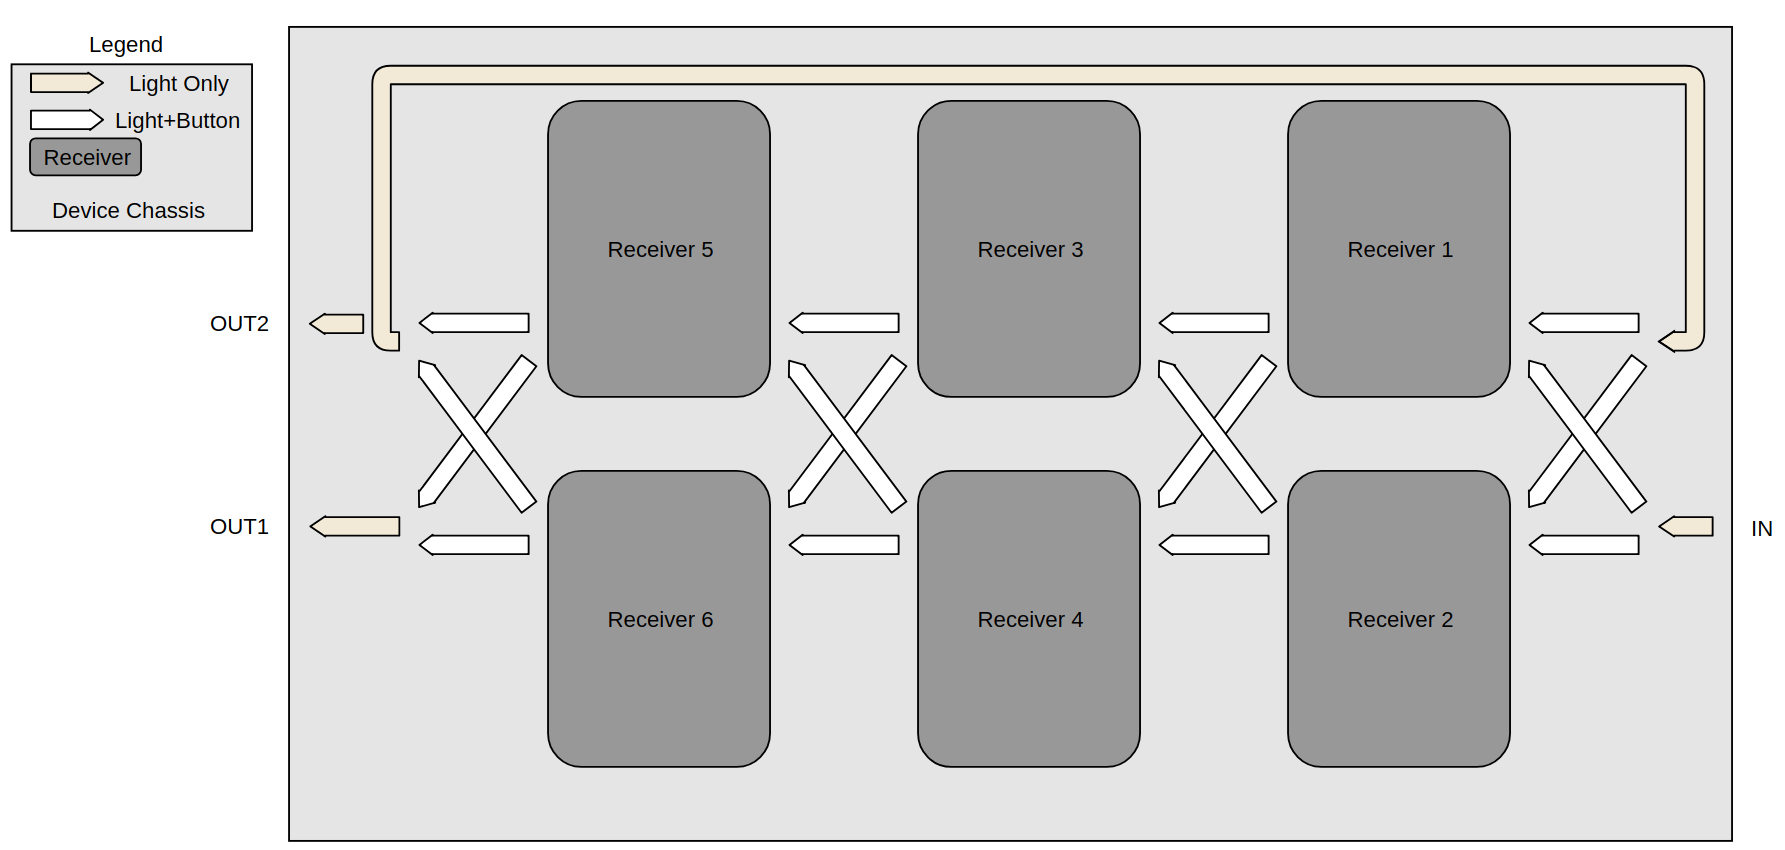 Legend
Light Only
Light+Button
Receiver
Device Chassis
Receiver 5
Receiver 3
Receiver 1
OUT2
OUT1
IN
Receiver 6
Receiver 4
Receiver 2